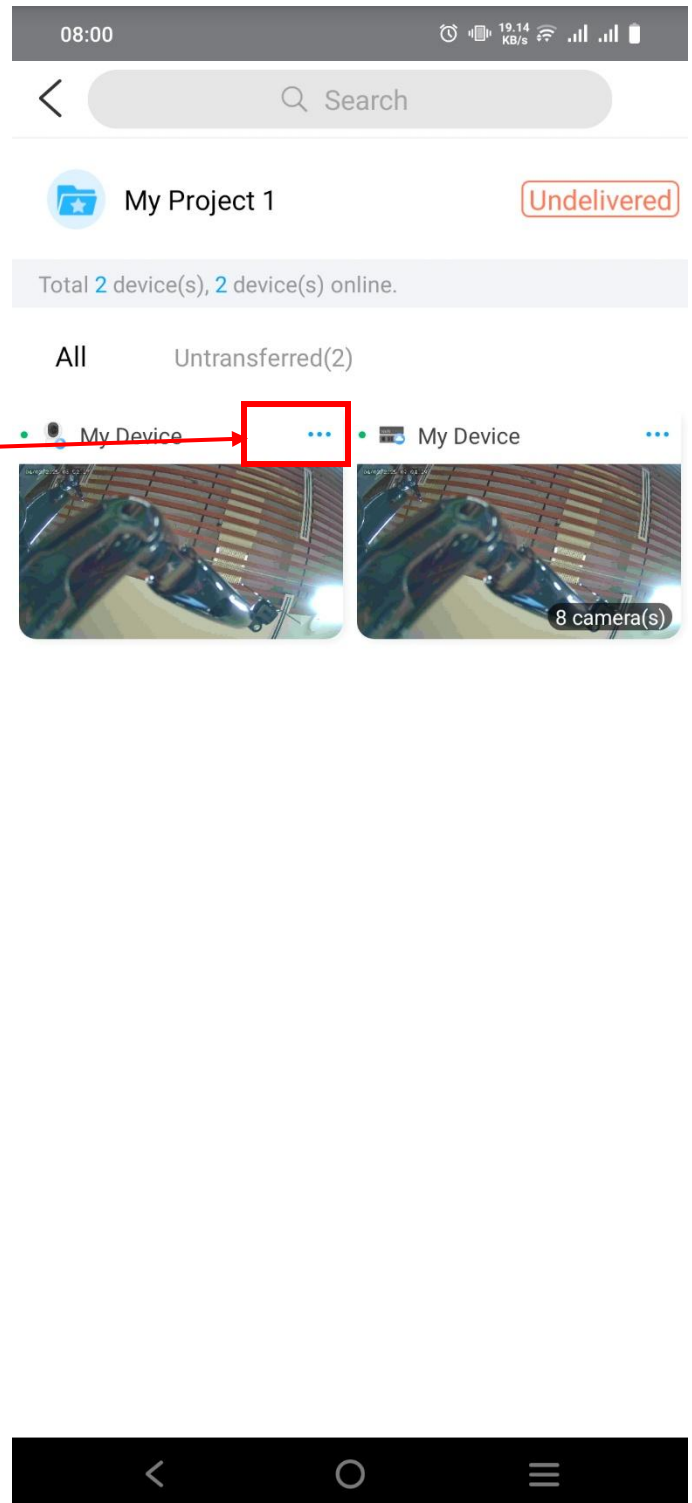 08:00 19.14 KB/s
Search
My Project 1 Undelivered
Total 2 device(s), 2 device(s) online.
All Untransferred(2)
My Device ... My Device ...
8 camera(s)